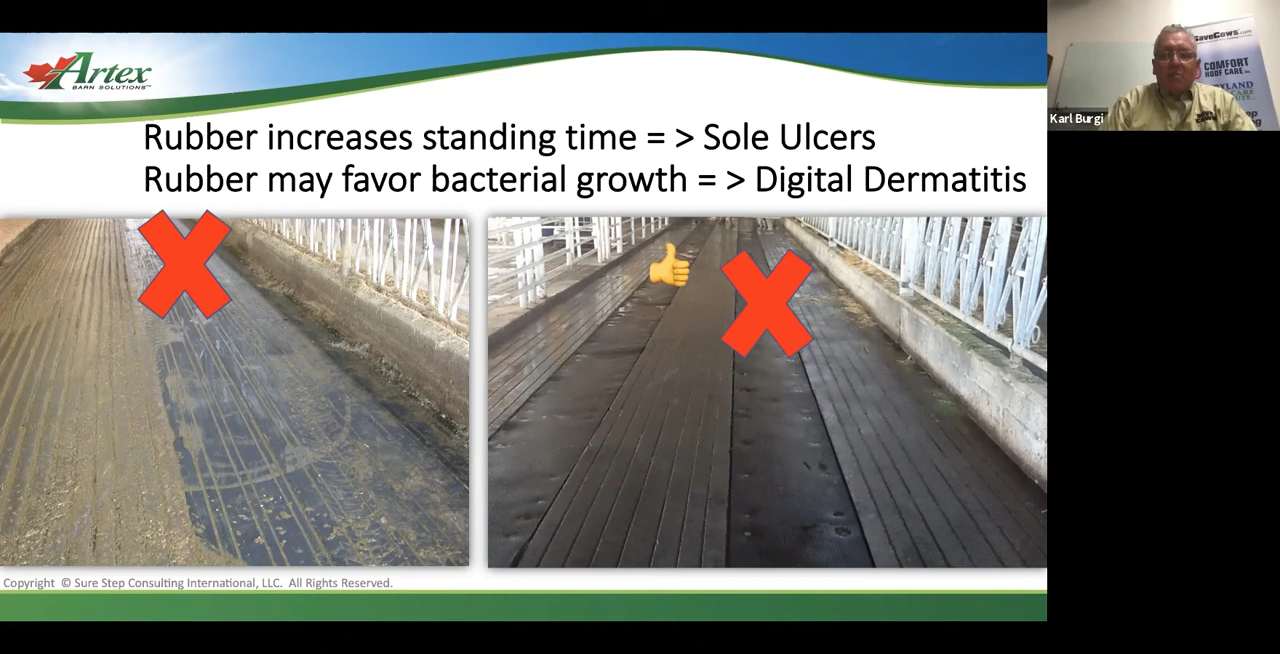 Artex
BARN SOLUTIONS
Rubber increases standing time = > Sole Ulcers
Rubber may favor bacterial growth = > Digital Dermatitis
Copyright © Sure Step Consulting International, LLC. All Rights Reserved.
SaveCows.com
COMFORT
HOOF CARE
Karl Burgi